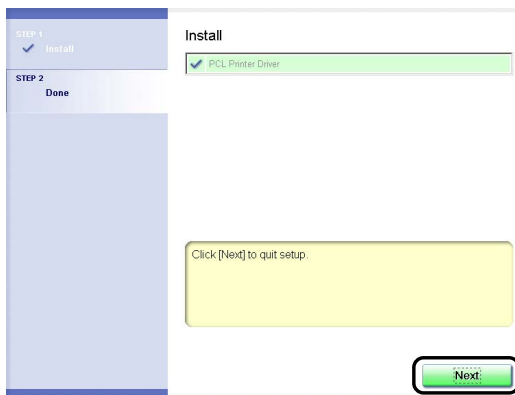 STEP 1
Install
STEP 2
Done
Install
PCL Printer Driver
Click [Next] to quit setup.
Next